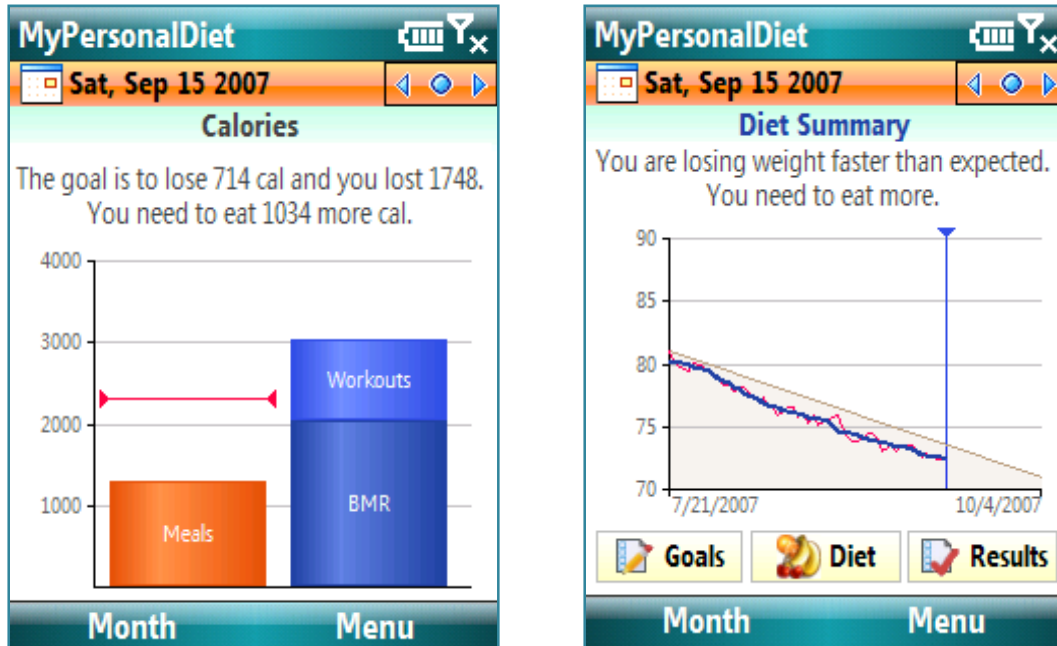 MyPersonalDiet
Sat, Sep 15 2007
Calories
The goal is to lose 714 cal and you lost 1748.
You need to eat 1034 more cal.
4000
3000
2000
1000
Workouts
BMR
Meals
Month Menu
MyPersonalDiet
Sat, Sep 15 2007
Diet Summary
You are losing weight faster than expected.
You need to eat more.
90
85
80
75
70
7/21/2007 10/4/2007
Goals Diet Results
Month Menu